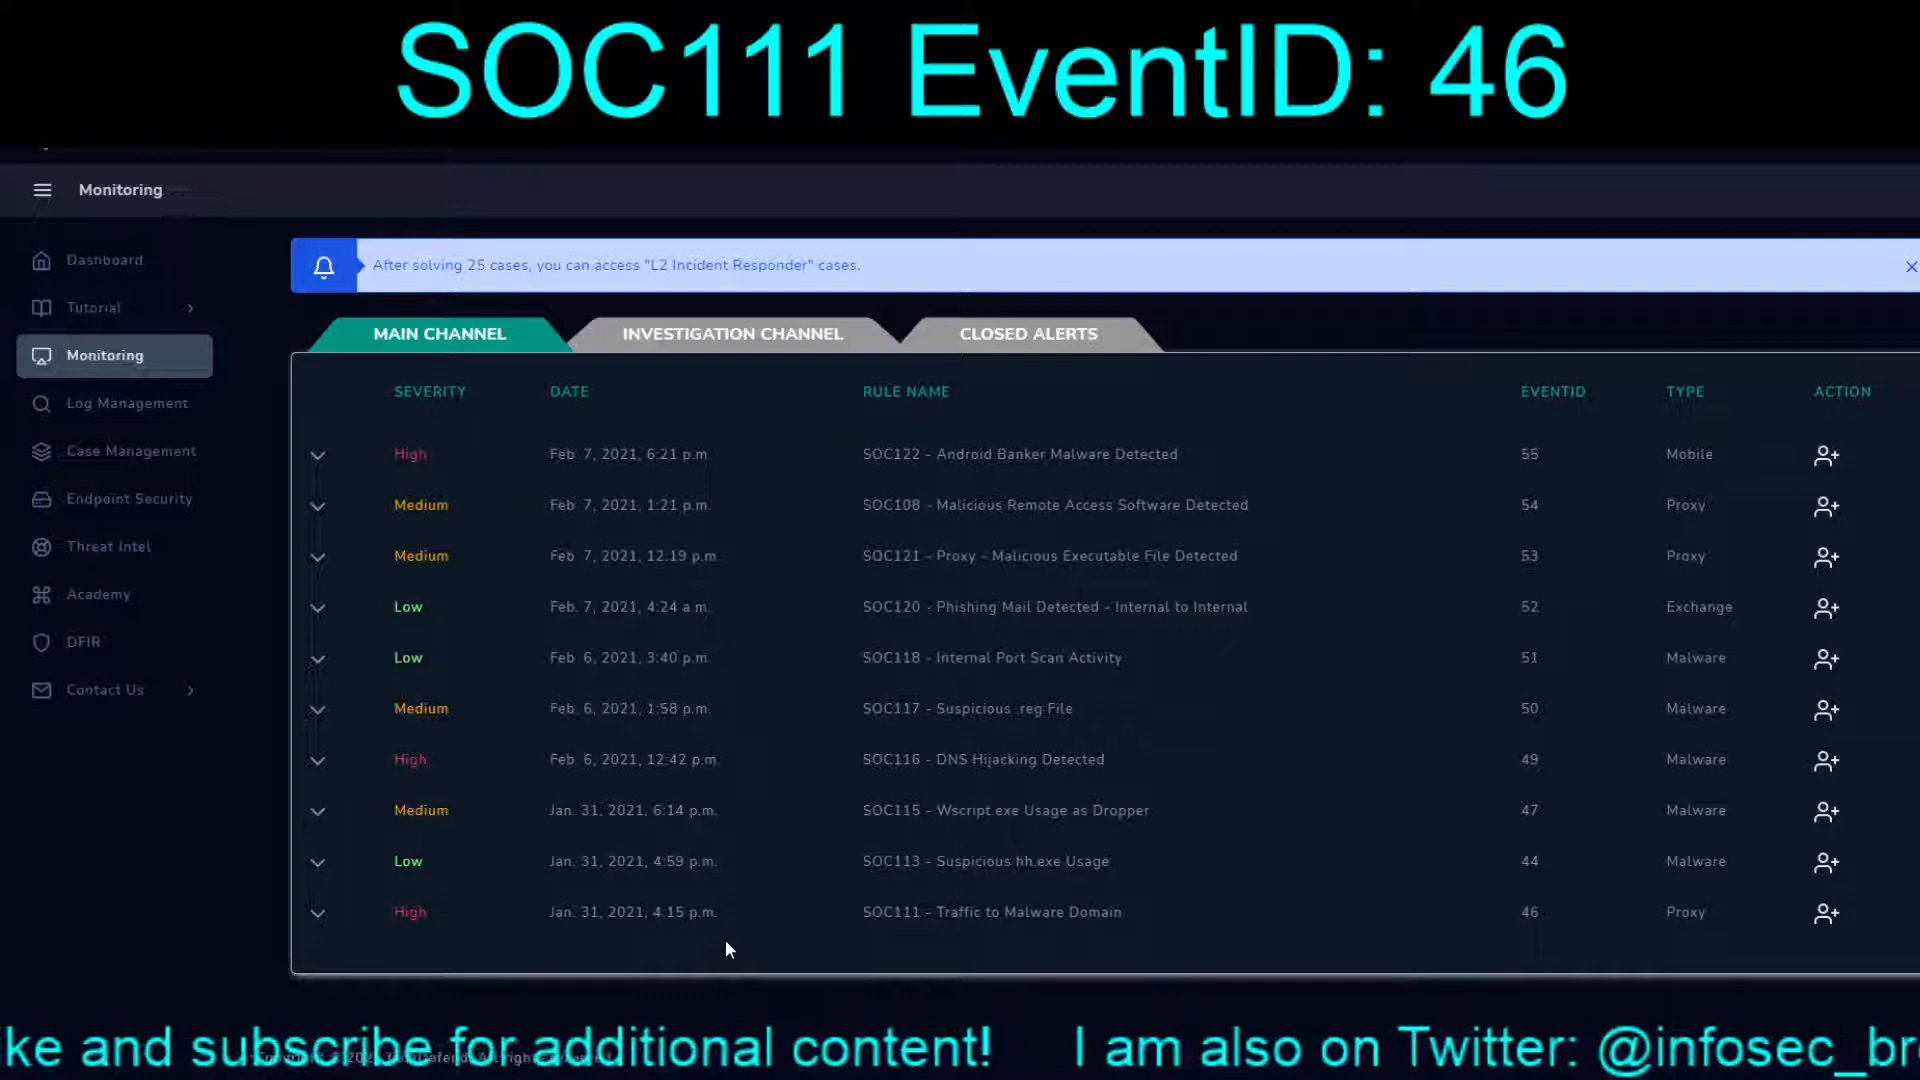 SOC111 EventID: 46
Monitoring
Dashboard
Tutorial
Monitoring
Log Management
Case Management
Endpoint Security
Threat Intel
Academy
DFIR
Contact Us
After solving 25 cases, you can access "L2 Incident Responder" cases.
MAIN CHANNEL INVESTIGATION CHANNEL CLOSED ALERTS
SEVERITY DATE RULE NAME EVENTID TYPE ACTION
High Feb. 7, 2021, 6:21 p.m. SOC122 - Android Banker Malware Detected 55 Mobile
Medium Feb. 7, 2021, 1:21 p.m. SOC108 - Malicious Remote Access Software Detected 54 Proxy
Medium Feb. 7, 2021, 12:19 p.m. SOC121 - Proxy - Malicious Executable File Detected 53 Proxy
Low Feb. 7, 2021, 4:24 a.m. SOC120 - Phishing Mail Detected - Internal to Internal 52 Exchange
Low Feb. 6, 2021, 3:40 p.m. SOC118 - Internal Port Scan Activity 51 Malware
Medium Feb. 6, 2021, 1:58 p.m. SOC117 - Suspicious .reg File 50 Malware
High Feb. 6, 2021, 12:42 p.m. SOC116 - DNS Hijacking Detected 49 Malware
Medium Jan. 31, 2021, 6:14 p.m. SOC115 - Wscript.exe Usage as Dropper 47 Malware
Low Jan. 31, 2021, 4:59 p.m. SOC113 - Suspicious hh.exe Usage 44 Malware
High Jan. 31, 2021, 4:15 p.m. SOC111 - Traffic to Malware Domain 46 Proxy
ke and subscribe for additional content! I am also on Twitter: @infosec_br